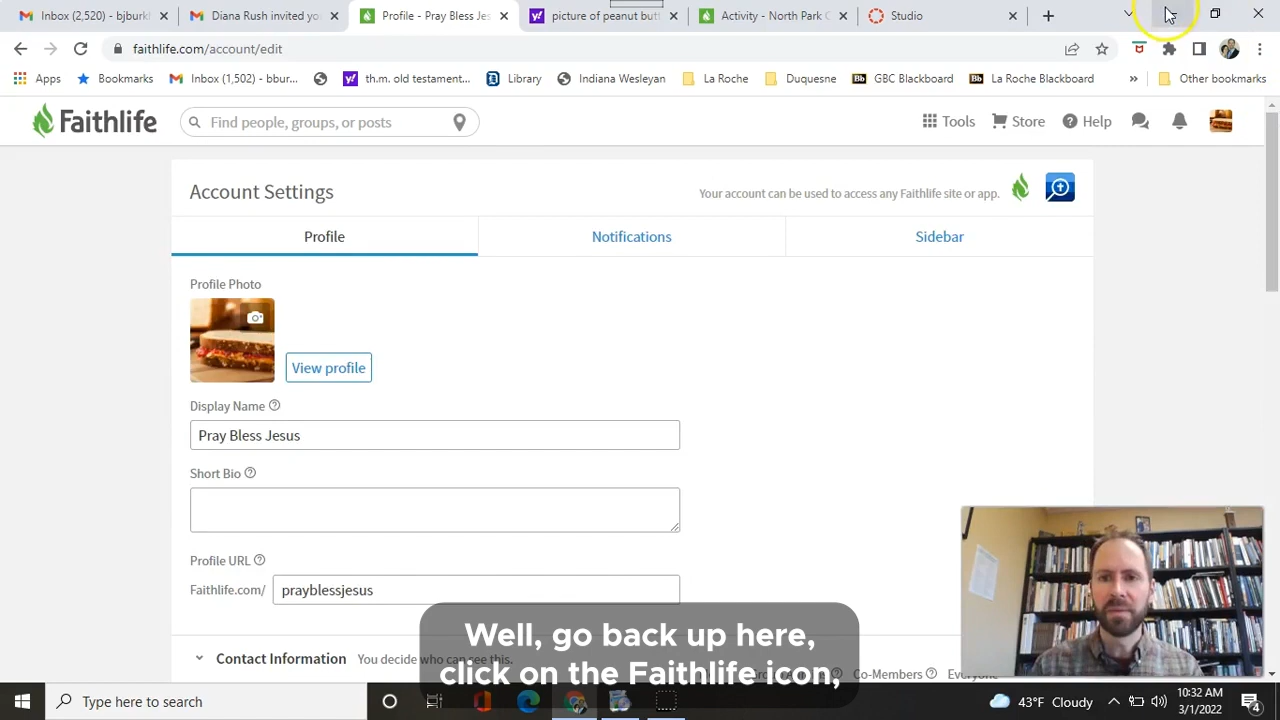 Inbox (1,502) - bjburk
Diana Rush invited yo
Profile - Pray Bless Jes
picture of peanut butt
Activity - North Park C
Studio
faithlife.com/account/edit
Apps
Bookmarks
Inbox (1,502) - bbur...
th.m. old testament...
Library
Indiana Wesleyan
La Roche
Duquesne
Bb GBC Blackboard
Bb La Roche Blackboard
»
Other bookmarks
Faithlife
Find people, groups, or posts
Tools
Store
Help
Account Settings
Your account can be used to access any Faithlife site or app.
Profile
Notifications
Sidebar
Profile Photo
View profile
Display Name
Pray Bless Jesus
Short Bio
Profile URL
Faithlife.com/
prayblessjesus
Well, go back up here,
click on the Faithlife icon,
Contact Information
You decide who can see this.
Co-Members
Type here to search
43°F Cloudy
10:32 AM
3/1/2022
4